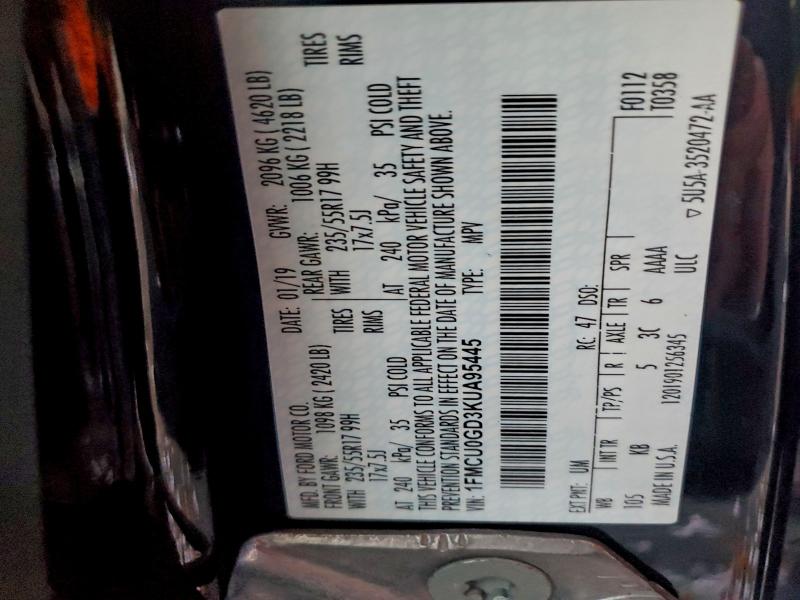 MFD. BY FORD MOTOR CO.
DATE: 01/19 GVWR: 2096 KG ( 4620 LB)
FRONT GAWR: 1098 KG ( 2420 LB) REAR GAWR: 1006 KG ( 2218 LB)
WITH 235/55R17 99H TIRES WITH 235/55R17 99H TIRES
17x7.5J RIMS 17x7.5J RIMS
AT 240 kPa/ 35 PSI COLD AT 240 kPa/ 35 PSI COLD
THIS VEHICLE CONFORMS TO ALL APPLICABLE FEDERAL MOTOR VEHICLE SAFETY AND THEFT
PREVENTION STANDARDS IN EFFECT ON THE DATE OF MANUFACTURE SHOWN ABOVE.
VIN: 1FMCU0GD3KUA95445 TYPE: MPV
EXT PNT: UM RC: 47 DSO: F0112
WB INT TR TP/PS R AXLE TR SPR T0358
105 KB 5 3C 6 AAAA
MADE IN U.S.A. 1201901256345 ULC
▽ 5U5A-3520472-AA